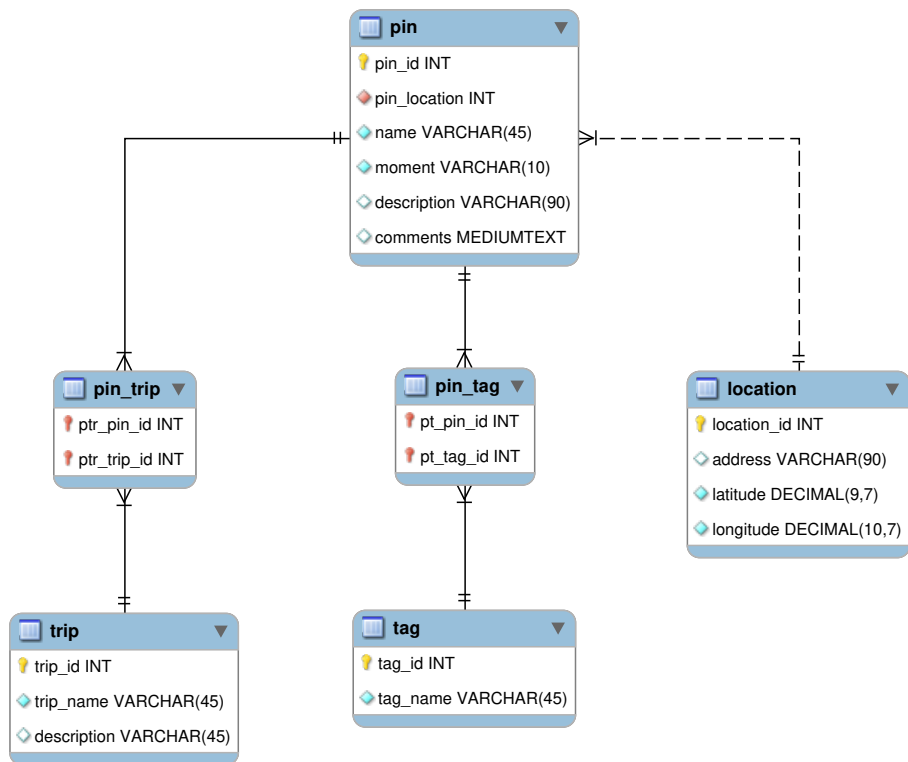 pin
pin_id INT
pin_location INT
name VARCHAR(45)
moment VARCHAR(10)
description VARCHAR(90)
comments MEDIUMTEXT
pin_trip
ptr_pin_id INT
ptr_trip_id INT
pin_tag
pt_pin_id INT
pt_tag_id INT
location
location_id INT
address VARCHAR(90)
latitude DECIMAL(9,7)
longitude DECIMAL(10,7)
trip
trip_id INT
trip_name VARCHAR(45)
description VARCHAR(45)
tag
tag_id INT
tag_name VARCHAR(45)